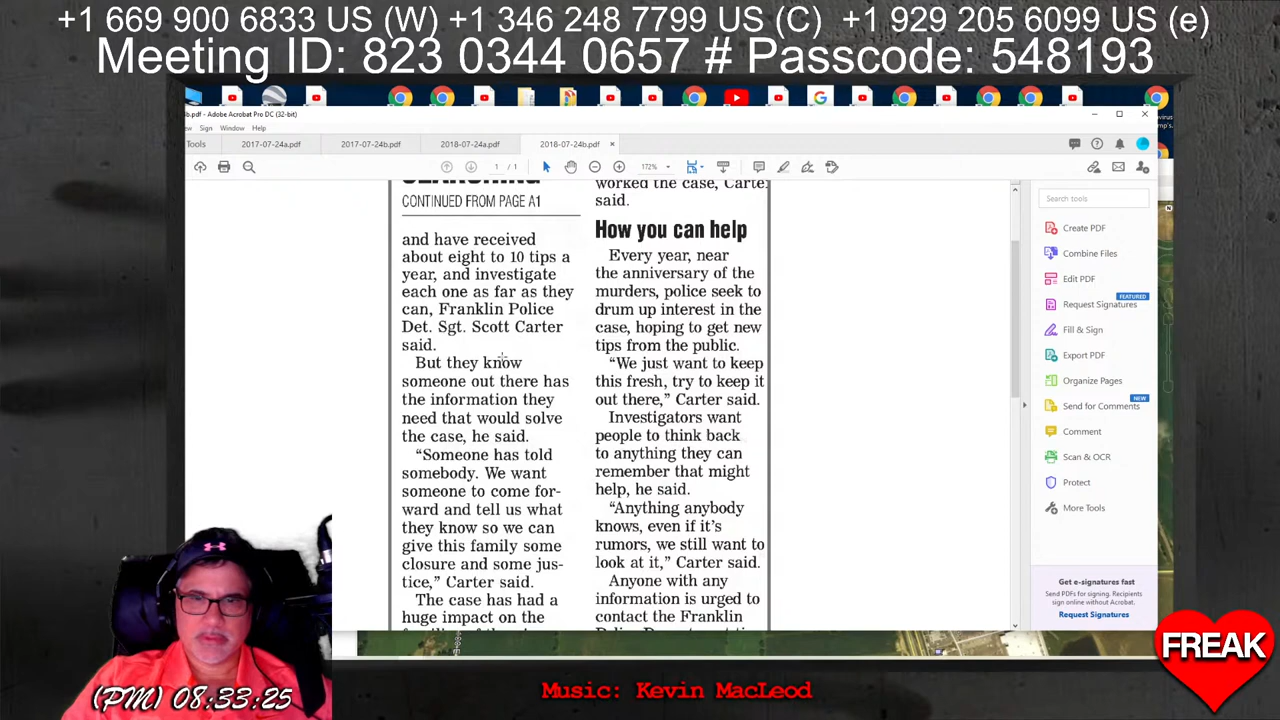 +1 669 900 6833 US (W) +1 346 248 7799 US (C)  +1 929 205 6099 US (e)
Meeting ID: 823 0344 0657 # Passcode: 548193
b.pdf - Adobe Acrobat Pro DC (32-bit)
ew Sign Window Help
Tools 2017-07-24a.pdf 2017-07-24b.pdf 2018-07-24a.pdf 2018-07-24b.pdf ×
1 / 1 172%
SEARCHING
CONTINUED FROM PAGE A1
and have received
about eight to 10 tips a
year, and investigate
each one as far as they
can, Franklin Police
Det. Sgt. Scott Carter
said.
But they know
someone out there has
the information they
need that would solve
the case, he said.
“Someone has told
somebody. We want
someone to come for-
ward and tell us what
they know so we can
give this family some
closure and some jus-
tice,” Carter said.
The case has had a
huge impact on the
worked the case, Carter
said.
How you can help
Every year, near
the anniversary of the
murders, police seek to
drum up interest in the
case, hoping to get new
tips from the public.
“We just want to keep
this fresh, try to keep it
out there,” Carter said.
Investigators want
people to think back
to anything they can
remember that might
help, he said.
“Anything anybody
knows, even if it’s
rumors, we still want to
look at it,” Carter said.
Anyone with any
information is urged to
contact the Franklin
Search tools
Create PDF
Combine Files
Edit PDF
FEATURED
Request Signatures
Fill & Sign
Export PDF
Organize Pages
NEW
Send for Comments
Comment
Scan & OCR
Protect
More Tools
Get e-signatures fast
Send PDFs for signing. Recipients
sign online without Acrobat.
Request Signatures
FREAK
(PM) 08:33:25
Music: Kevin MacLeod